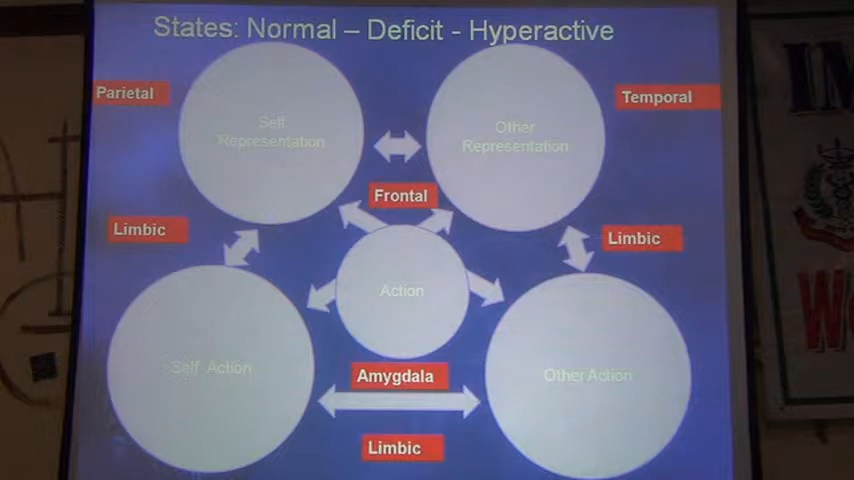 States: Normal – Deficit - Hyperactive
Parietal
Self
Representation
Other
Representation
Temporal
Frontal
Limbic
Limbic
Action
Self Action
Amygdala
Other Action
Limbic
IM
W